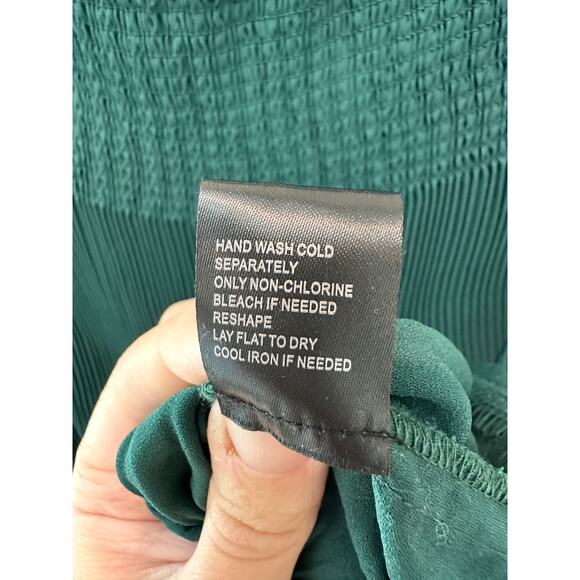 HAND WASH COLD
SEPARATELY
ONLY NON-CHLORINE
BLEACH IF NEEDED
RESHAPE
LAY FLAT TO DRY
COOL IRON IF NEEDED